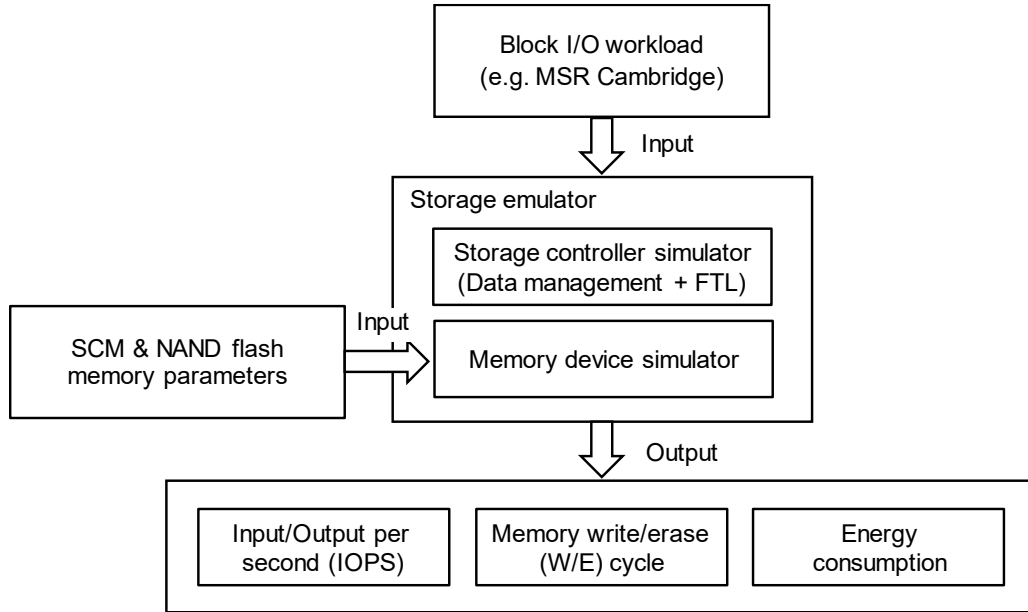 Block I/O workload
(e.g. MSR Cambridge)
Input
Storage emulator
Storage controller simulator
(Data management + FTL)
Input
SCM & NAND flash
memory parameters
Memory device simulator
Output
Input/Output per
second (IOPS)
Memory write/erase
(W/E) cycle
Energy
consumption